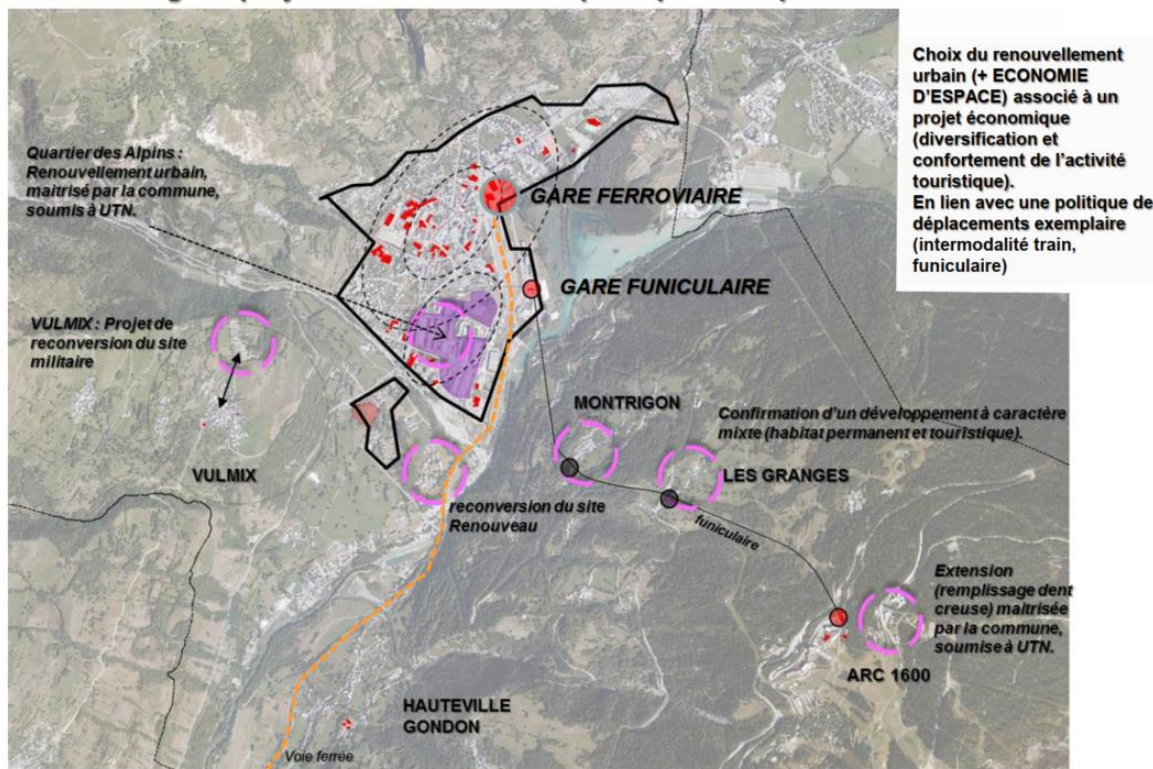 Choix du renouvellement
urbain (+ ECONOMIE
D'ESPACE) associé à un
projet économique
(diversification et
confortement de l'activité
touristique).
En lien avec une politique de
déplacements exemplaire
(intermodalité train,
funiculaire)
Quartier des Alpins :
Renouvellement urbain,
maitrisé par la commune,
soumis à UTN.
GARE FERROVIAIRE
GARE FUNICULAIRE
VULMIX : Projet de
reconversion du site
militaire
MONTRIGON
Confirmation d'un développement à caractère
mixte (habitat permanent et touristique).
VULMIX
LES GRANGES
reconversion du site
Renouveau
funiculaire
Extension
(remplissage dent
creuse) maitrisée
par la commune,
soumise à UTN.
ARC 1600
HAUTEVILLE
GONDON
Voie ferrée